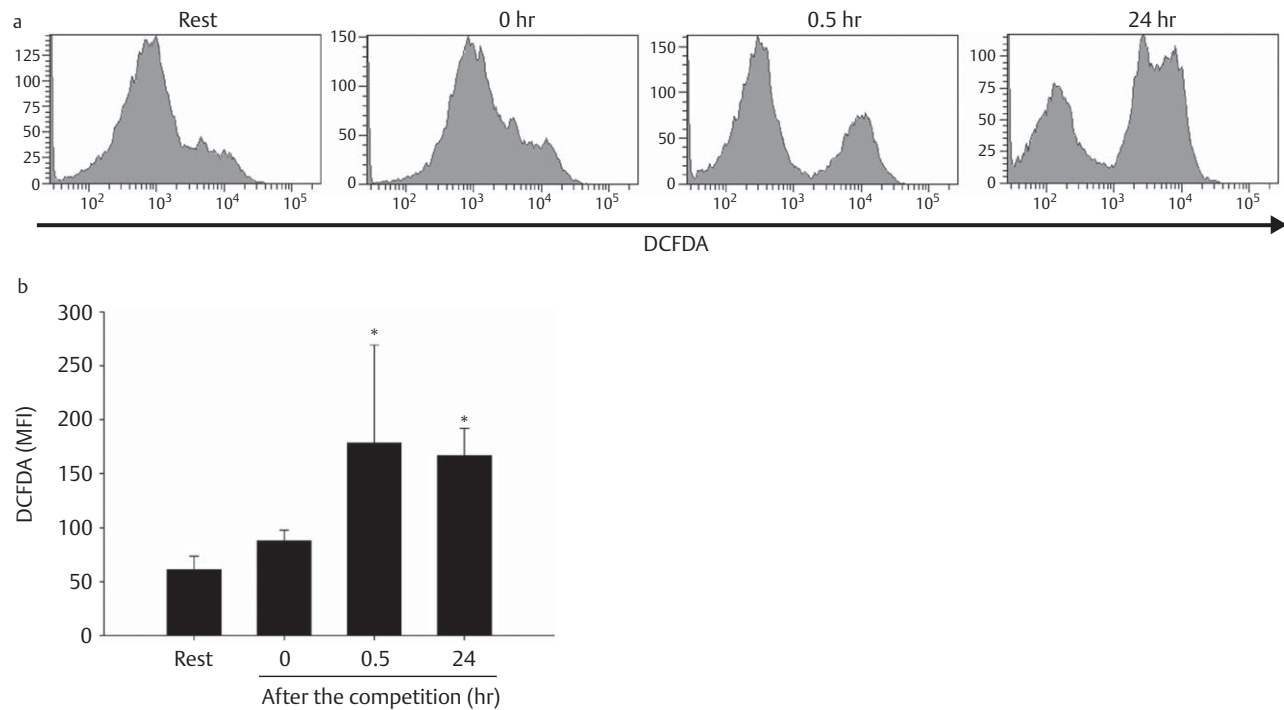 a
Rest
0 hr
0.5 hr
24 hr
125
100
75
50
25
0
10² 10³ 10⁴ 10⁵
150
100
50
0
10² 10³ 10⁴ 10⁵
150
100
50
0
10² 10³ 10⁴ 10⁵
100
75
50
25
0
10² 10³ 10⁴ 10⁵
DCFDA
b
DCFDA (MFI)
300
250
200
150
100
50
0
*
*
Rest 0 0.5 24
After the competition (hr)